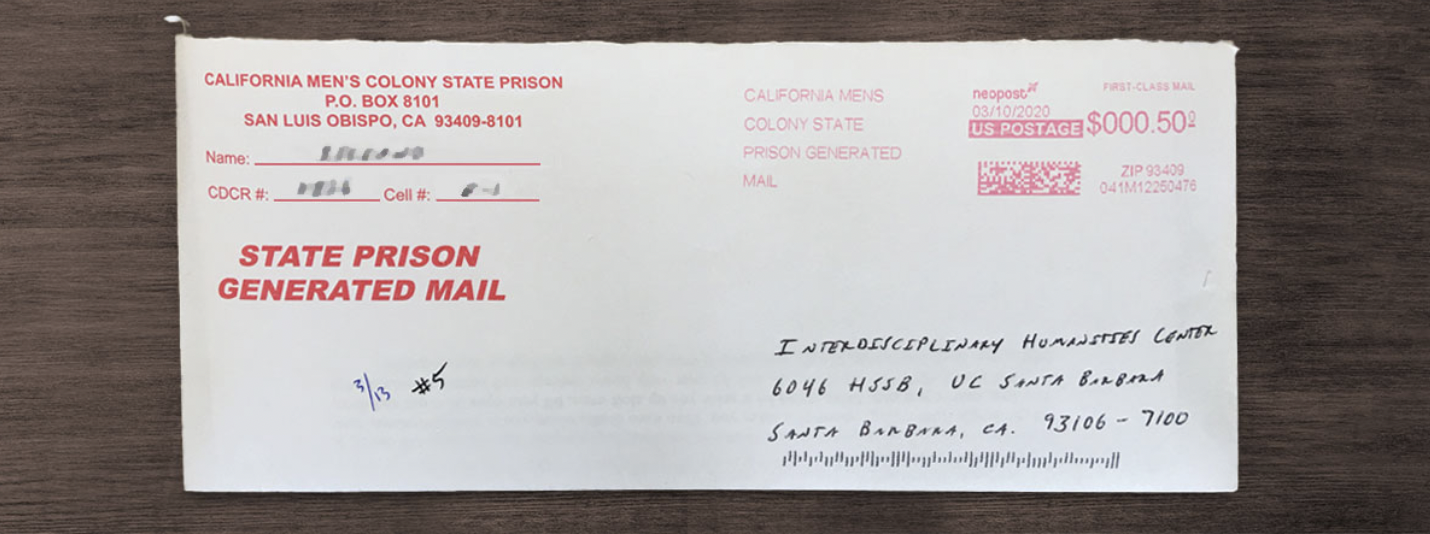 CALIFORNIA MEN'S COLONY STATE PRISON
P.O. BOX 8101
SAN LUIS OBISPO, CA 93409-8101
Name:
CDCR #: Cell #:
STATE PRISON
GENERATED MAIL
CALIFORNIA MENS
COLONY STATE
PRISON GENERATED
MAIL
neopost
03/10/2020
US POSTAGE
FIRST-CLASS MAIL
$000.50⁰
ZIP 93409
041M12250476
3/13 #5
INTERDISCIPLINARY HUMANITIES CENTER
6046 HSSB, UC SANTA BARBARA
SANTA BARBARA, CA. 93106-7100